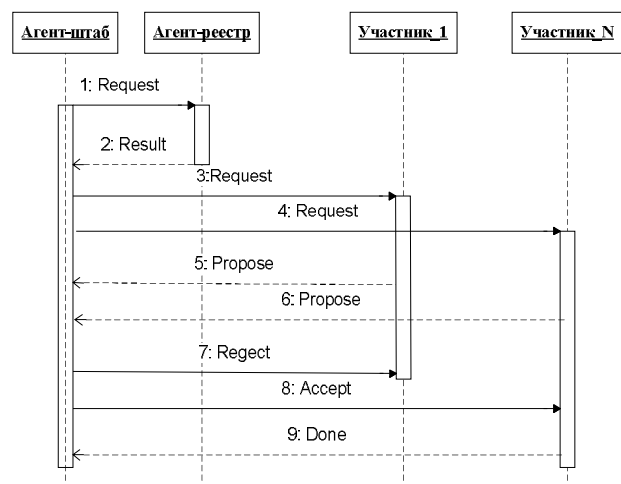 Агент-штаб Агент-реестр Участник_1 Участник_N
1: Request
2: Result
3:Request
4: Request
5: Propose
6: Propose
7: Regect
8: Accept
9: Done